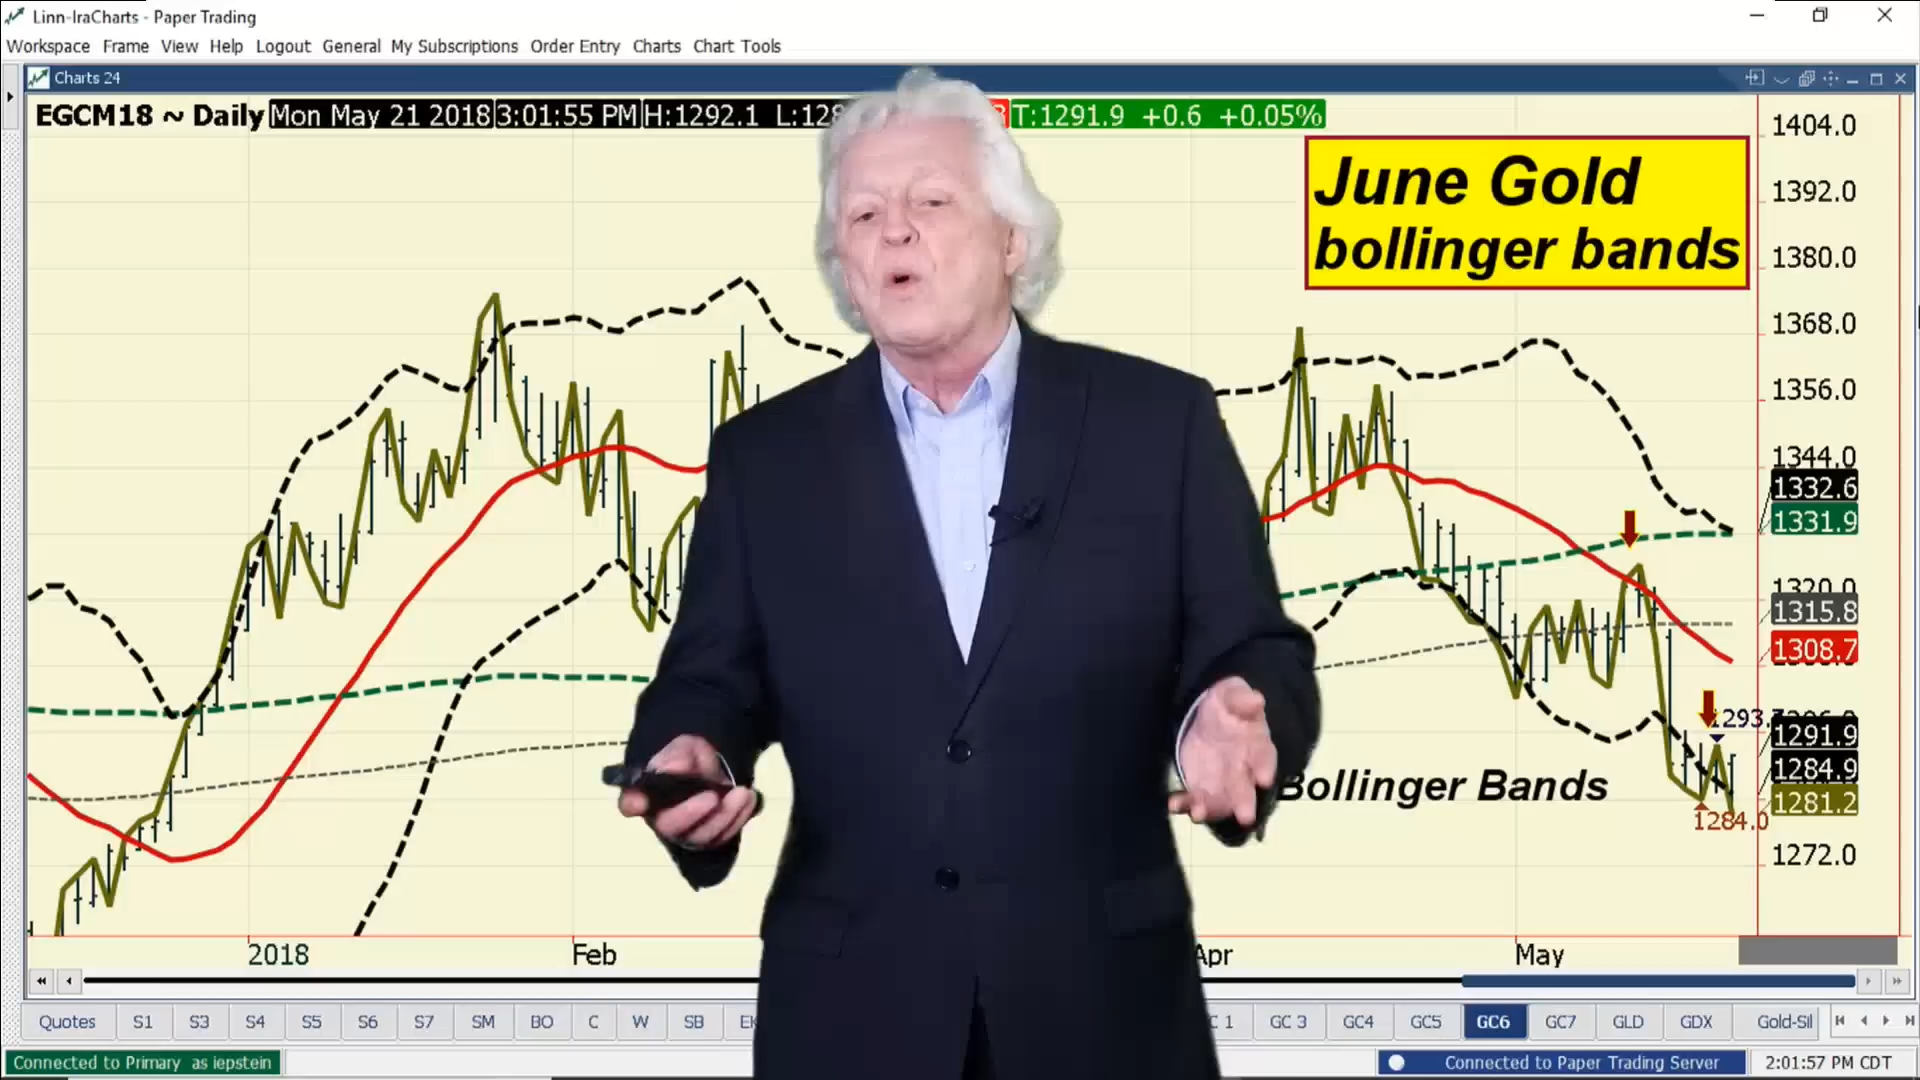 Linn-IraCharts - Paper Trading
Workspace Frame View Help Logout General My Subscriptions Order Entry Charts Chart Tools
Charts 24
EGCM18 ~ Daily Mon May 21 2018 3:01:55 PM H:1292.1 T:1291.9 +0.6 +0.05%
June Gold
bollinger bands
1404.0
1392.0
1380.0
1368.0
1356.0
1344.0
1332.6
1331.9
1320.0
1315.8
1308.7
1291.9
1284.9
1281.2
1284.0
1272.0
Bollinger Bands
2018 Feb Apr May
Quotes S1 S3 S4 S5 S6 S7 SM BO C W SB GC 3 GC4 GC5 GC6 GC7 GLD GDX Gold-Sil
Connected to Primary as iepstein
Connected to Paper Trading Server 2:01:57 PM CDT